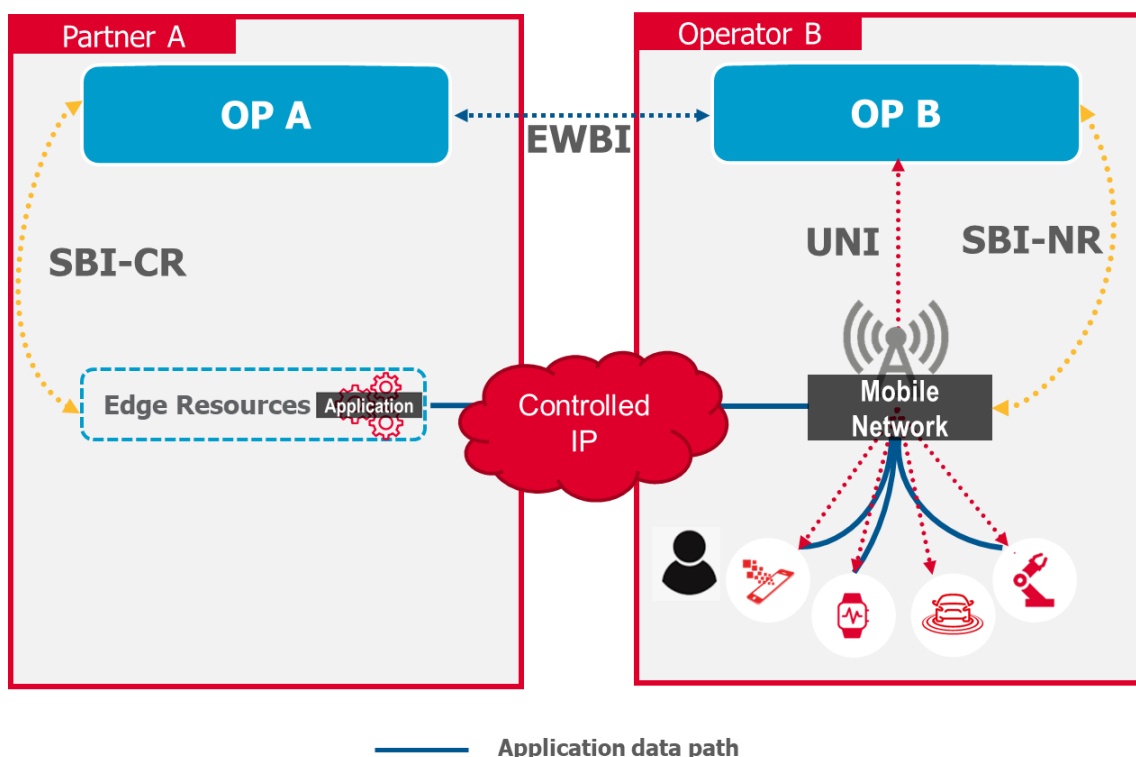 Partner A
Operator B
OP A
OP B
EWBI
SBI-CR
UNI
SBI-NR
Edge Resources
Application
Controlled
IP
Mobile
Network
Application data path